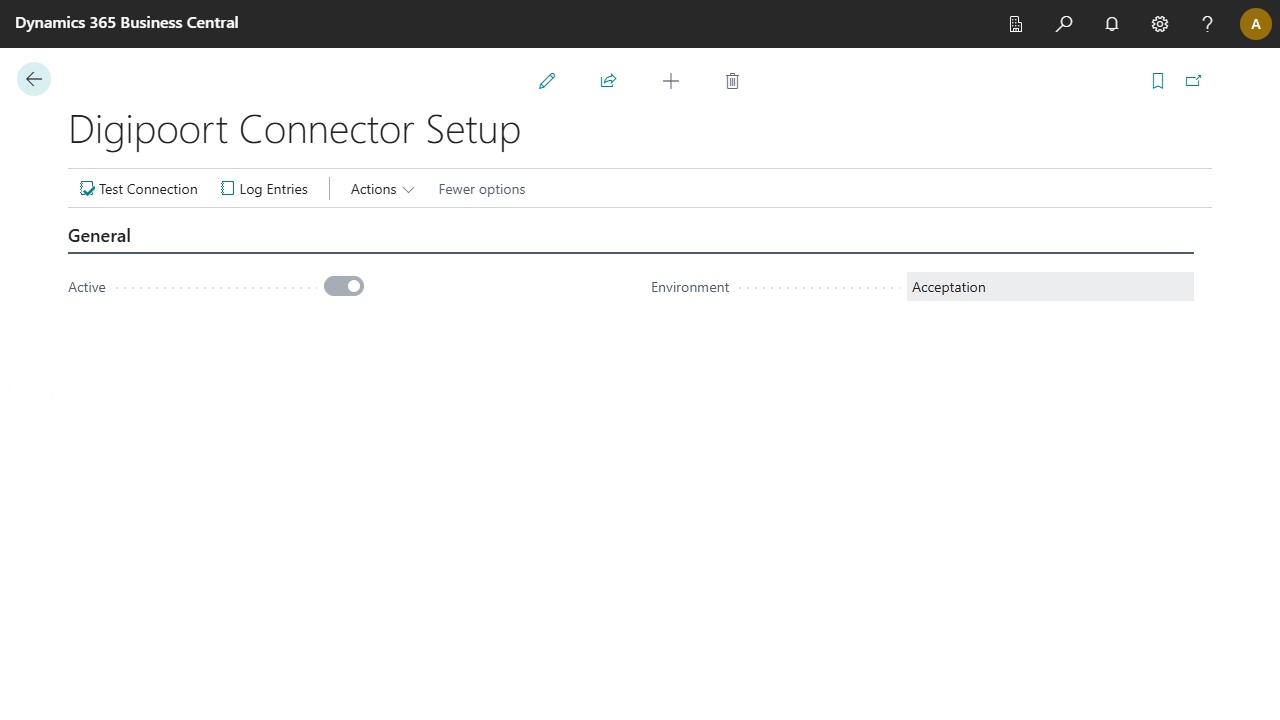 Dynamics 365 Business Central
A
Digipoort Connector Setup
Test Connection Log Entries Actions Fewer options
General
Active Environment Acceptation